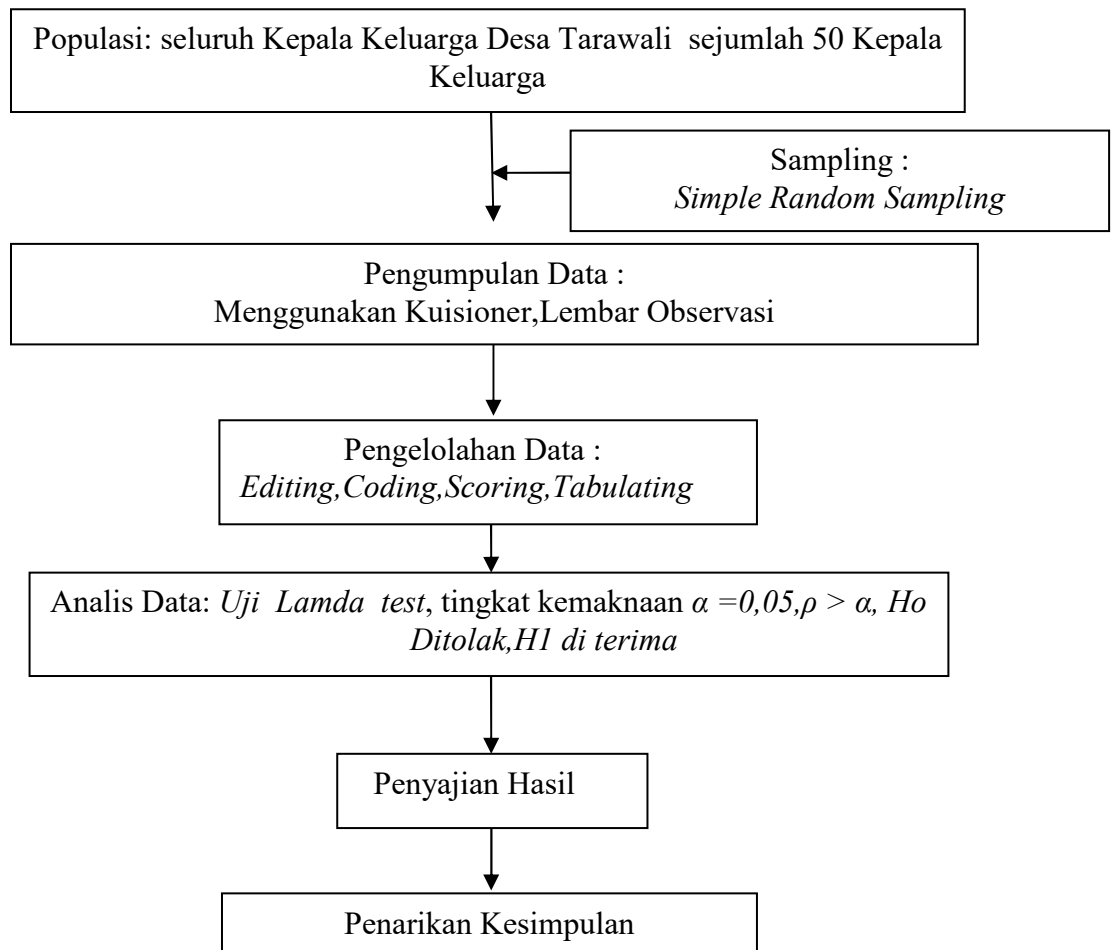 Populasi: seluruh Kepala Keluarga Desa Tarawali  sejumlah 50 Kepala
Keluarga
Sampling :
Simple Random Sampling
Pengumpulan Data :
Menggunakan Kuisioner,Lembar Observasi
Pengelolahan Data :
Editing,Coding,Scoring,Tabulating
Analis Data: Uji  Lamda  test, tingkat kemaknaan α =0,05,ρ > α, Ho
Ditolak,H1 di terima
Penyajian Hasil
Penarikan Kesimpulan